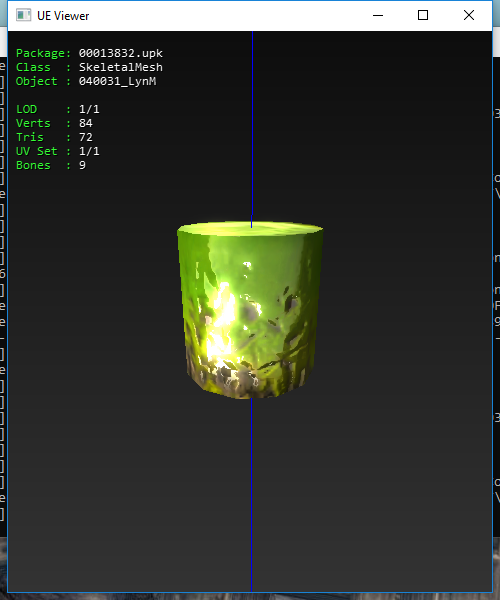 UE Viewer
Package: 00013832.upk
Class  : SkeletalMesh
Object : 040031_LynM
LOD    : 1/1
Verts  : 84
Tris   : 72
UV Set : 1/1
Bones  : 9